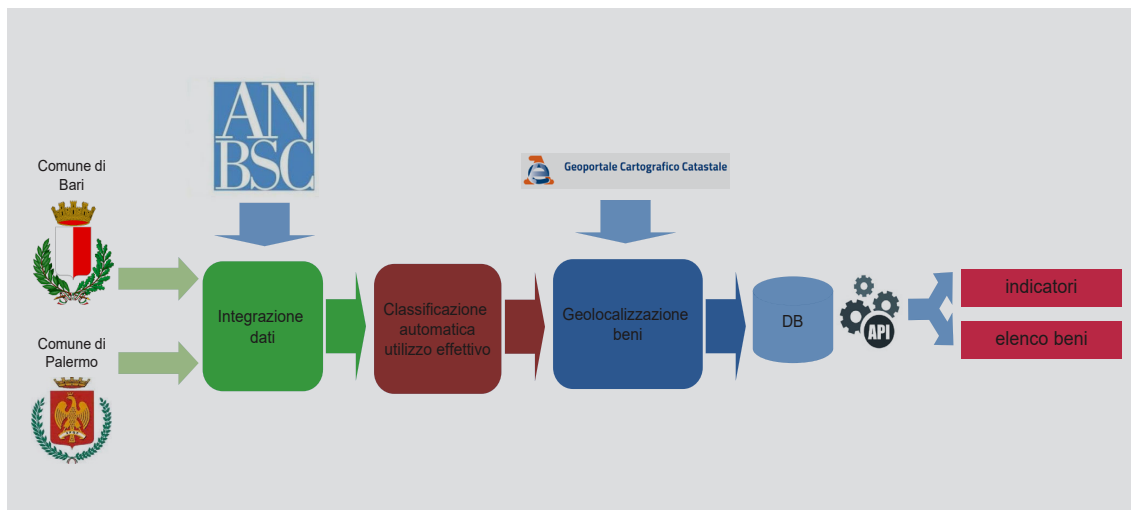 AN
BSC
Comune di
Bari
Geoportale Cartografico Catastale
Integrazione
dati
Classificazione
automatica
utilizzo effettivo
Geolocalizzazione
beni
DB
API
indicatori
elenco beni
Comune di
Palermo